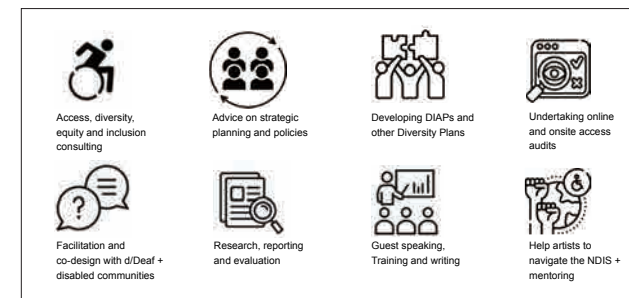 Access, diversity,
equity and inclusion
consulting
Advice on strategic
planning and policies
Developing DIAPs and
other Diversity Plans
Undertaking online
and onsite access
audits
Facilitation and
co-design with d/Deaf +
disabled communities
Research, reporting
and evaluation
Guest speaking,
Training and writing
Help artists to
navigate the NDIS +
mentoring